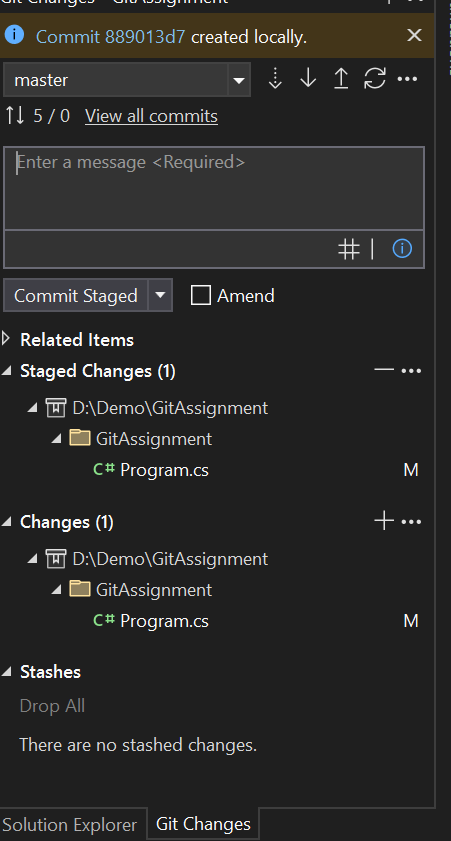 Git Changes - GitAssignment
Commit 889013d7 created locally.
master
5 / 0 View all commits
Enter a message <Required>
Commit Staged Amend
Related Items
Staged Changes (1)
D:\Demo\GitAssignment
GitAssignment
C# Program.cs M
Changes (1)
D:\Demo\GitAssignment
GitAssignment
C# Program.cs M
Stashes
Drop All
There are no stashed changes.
Solution Explorer Git Changes